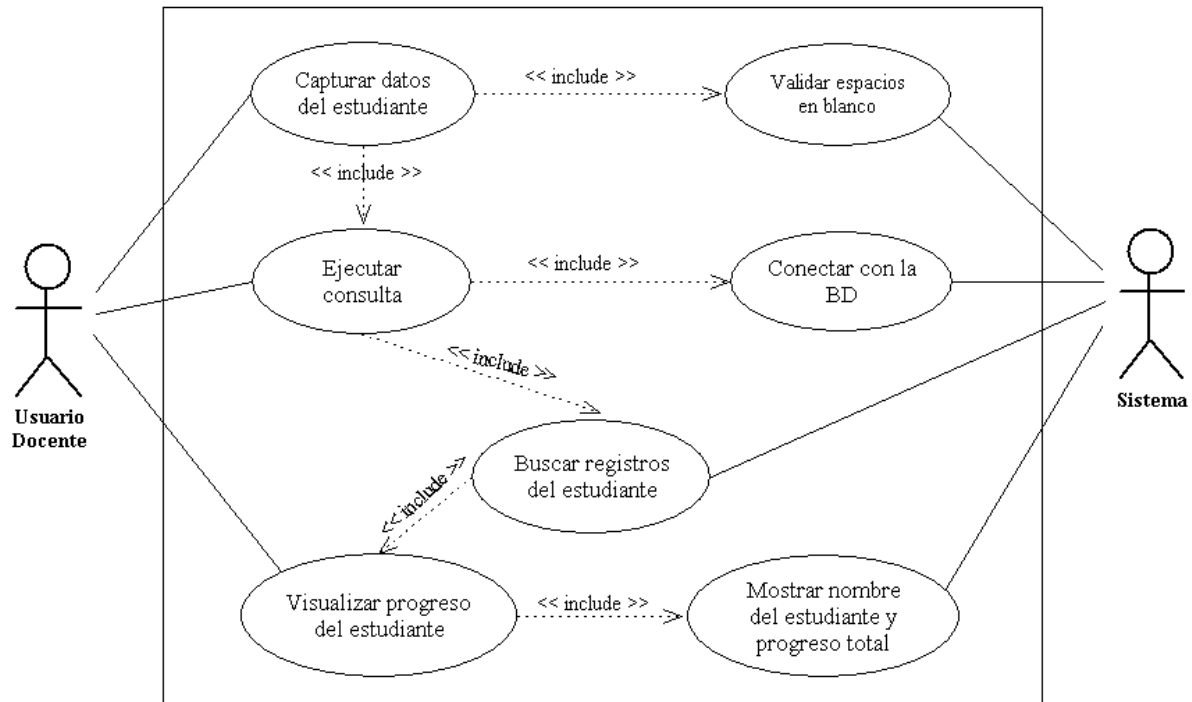 Capturar datos
del estudiante
<< include >>
Validar espacios
en blanco
<< include >>
Ejecutar
consulta
<< include >>
Conectar con la
BD
<< include >>
Usuario
Docente
Sistema
Buscar registros
del estudiante
<< include >>
Visualizar progreso
del estudiante
<< include >>
Mostrar nombre
del estudiante y
progreso total